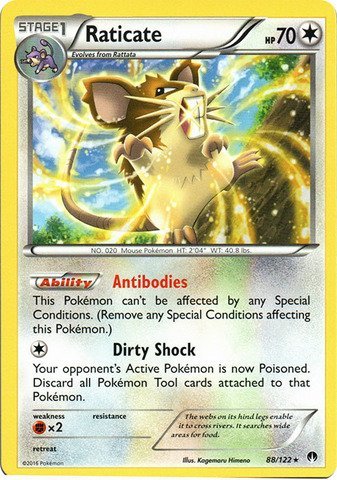 STAGE1
Raticate
HP70
Evolves from Rattata
NO. 020 Mouse Pokémon HT: 2'04" WT: 40.8 lbs.
Ability Antibodies
This Pokémon can't be affected by any Special
Conditions. (Remove any Special Conditions affecting
this Pokémon.)
Dirty Shock
Your opponent's Active Pokémon is now Poisoned.
Discard all Pokémon Tool cards attached to that
Pokémon.
weakness resistance
×2
retreat
The webs on its hind legs enable
it to cross rivers. It searches wide
areas for food.
©2016 Pokémon
Illus. Kagemaru Himeno
88/122★